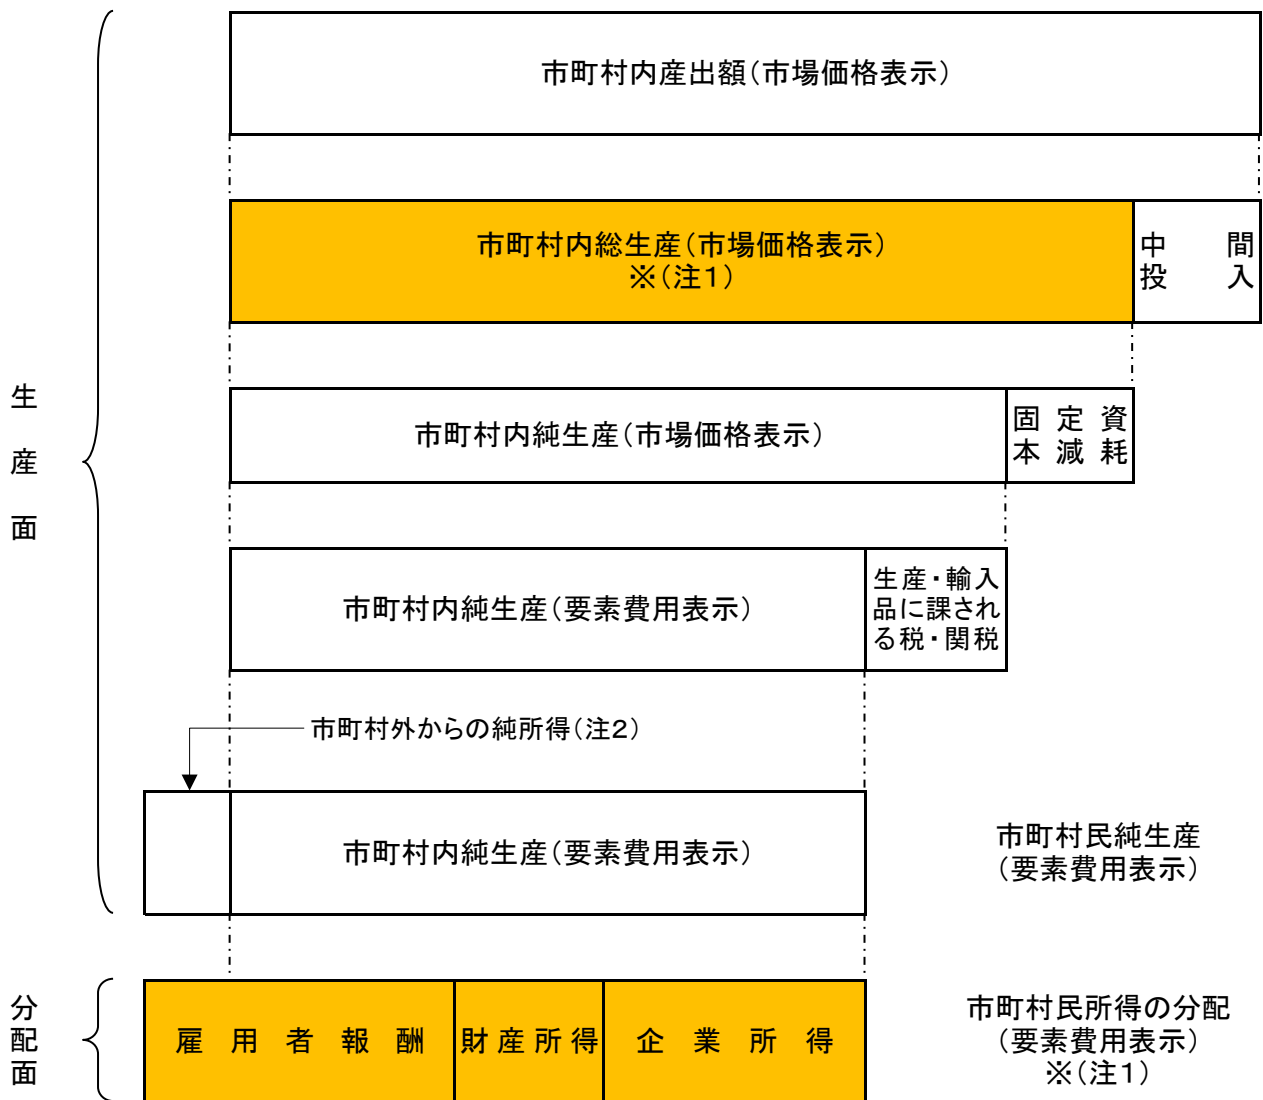 市町村内産出額(市場価格表示)
市町村内総生産(市場価格表示)
※(注1)
中間
投入
市町村内純生産(市場価格表示)
固定資
本減耗
生
産
面
市町村内純生産(要素費用表示)
生産・輸入
品に課され
る税・関税
市町村外からの純所得(注2)
市町村内純生産(要素費用表示)
市町村民純生産
(要素費用表示)
分
配
面
雇用者報酬
財産所得
企業所得
市町村民所得の分配
(要素費用表示)
※(注1)